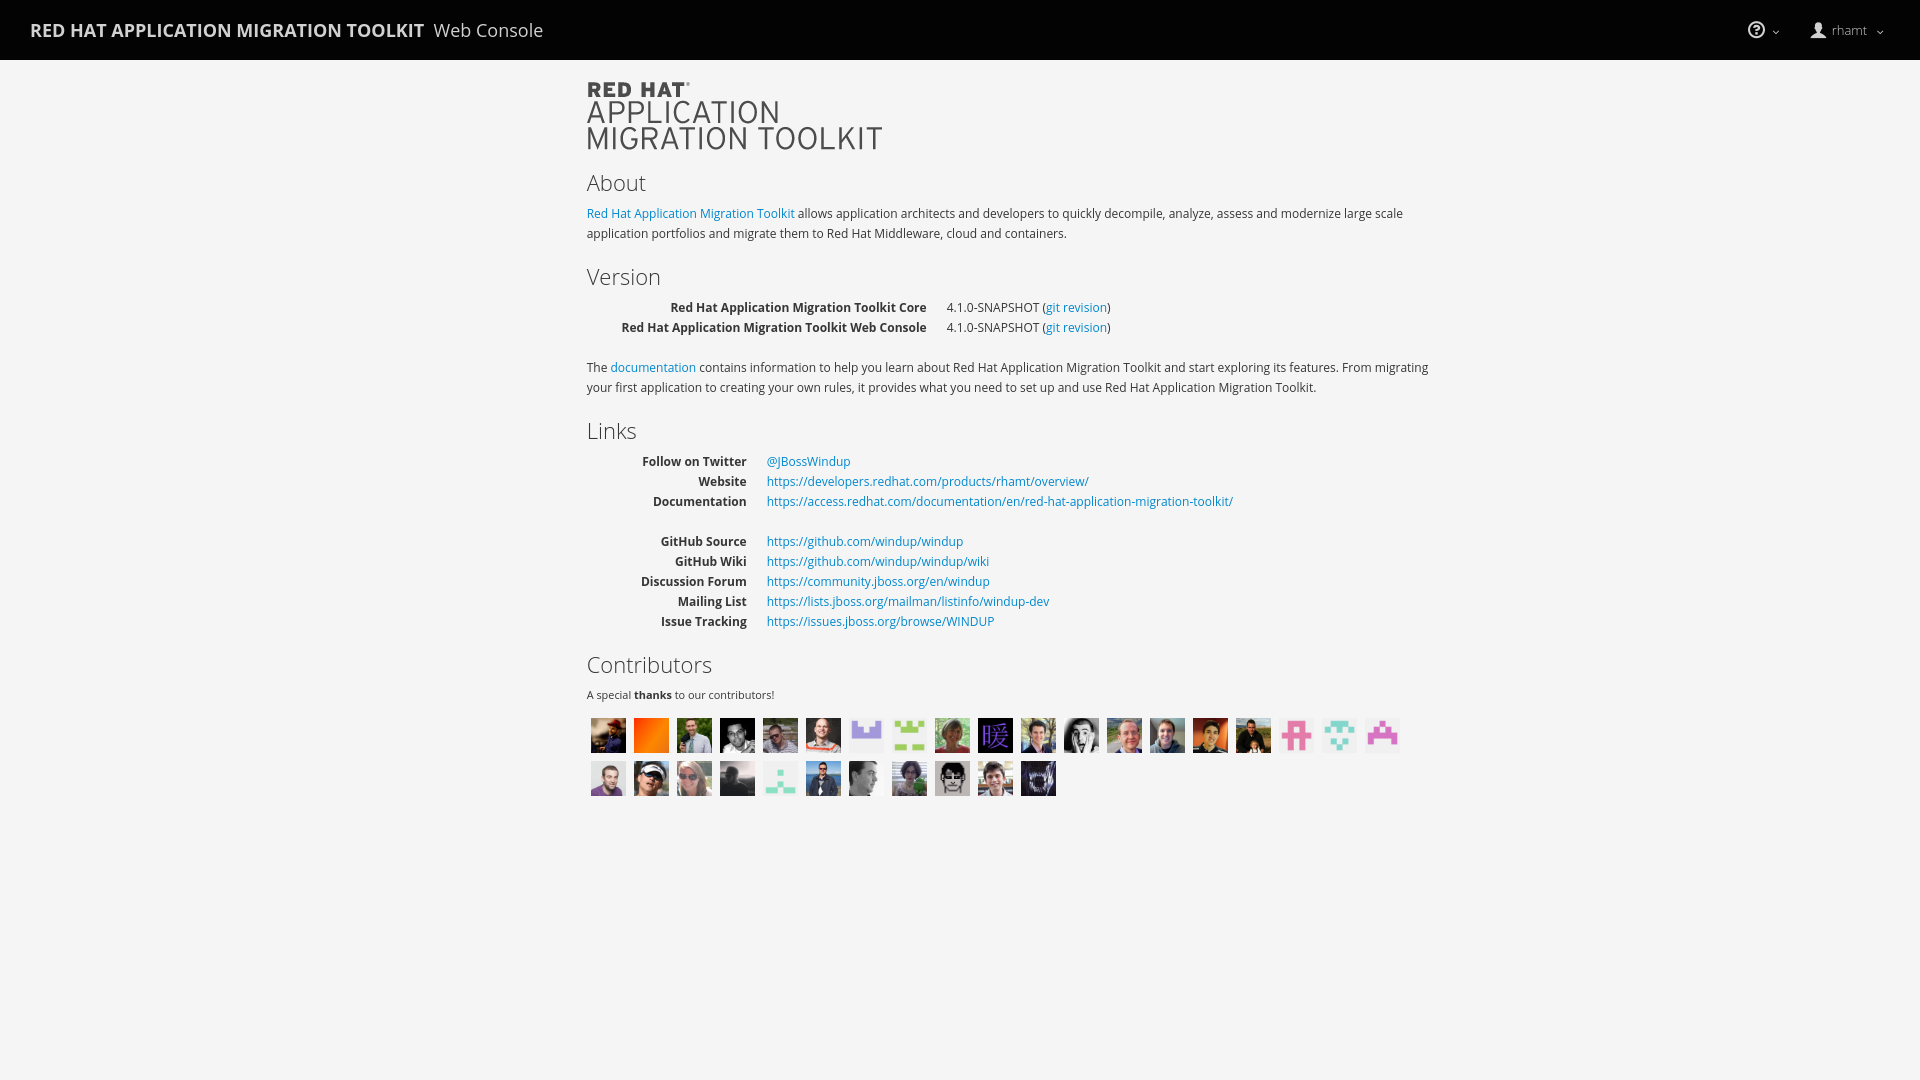 RED HAT APPLICATION MIGRATION TOOLKIT Web Console
rhamt
RED HAT®
APPLICATION
MIGRATION TOOLKIT
About
Red Hat Application Migration Toolkit allows application architects and developers to quickly decompile, analyze, assess and modernize large scale
application portfolios and migrate them to Red Hat Middleware, cloud and containers.
Version
Red Hat Application Migration Toolkit Core 4.1.0-SNAPSHOT (git revision)
Red Hat Application Migration Toolkit Web Console 4.1.0-SNAPSHOT (git revision)
The documentation contains information to help you learn about Red Hat Application Migration Toolkit and start exploring its features. From migrating
your first application to creating your own rules, it provides what you need to set up and use Red Hat Application Migration Toolkit.
Links
Follow on Twitter @JBossWindup
Website https://developers.redhat.com/products/rhamt/overview/
Documentation https://access.redhat.com/documentation/en/red-hat-application-migration-toolkit/
GitHub Source https://github.com/windup/windup
GitHub Wiki https://github.com/windup/windup/wiki
Discussion Forum https://community.jboss.org/en/windup
Mailing List https://lists.jboss.org/mailman/listinfo/windup-dev
Issue Tracking https://issues.jboss.org/browse/WINDUP
Contributors
A special thanks to our contributors!
暖